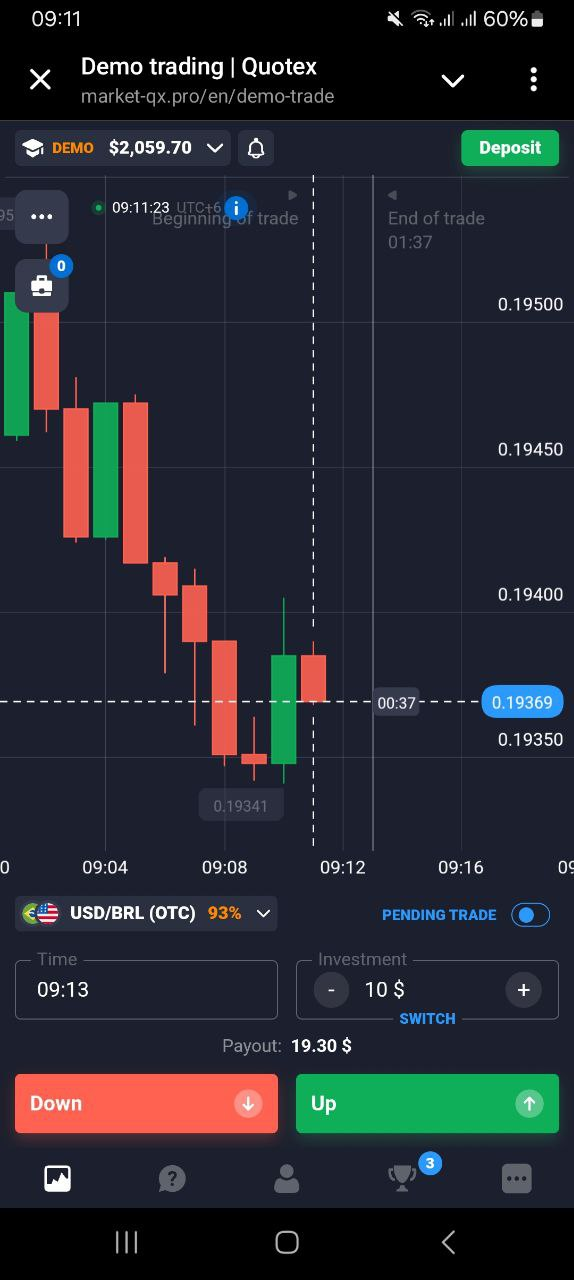 09:11 60%
Demo trading | Quotex
market-qx.pro/en/demo-trade
DEMO $2,059.70 Deposit
09:11:23 UTC+6 i
Beginning of trade End of trade
01:37
0
0.19500
0.19450
0.19400
00:37 0.19369
0.19350
0.19341
09:04 09:08 09:12 09:16
USD/BRL (OTC) 93% PENDING TRADE
Time Investment
09:13 - 10 $ +
SWITCH
Payout: 19.30 $
Down Up
3